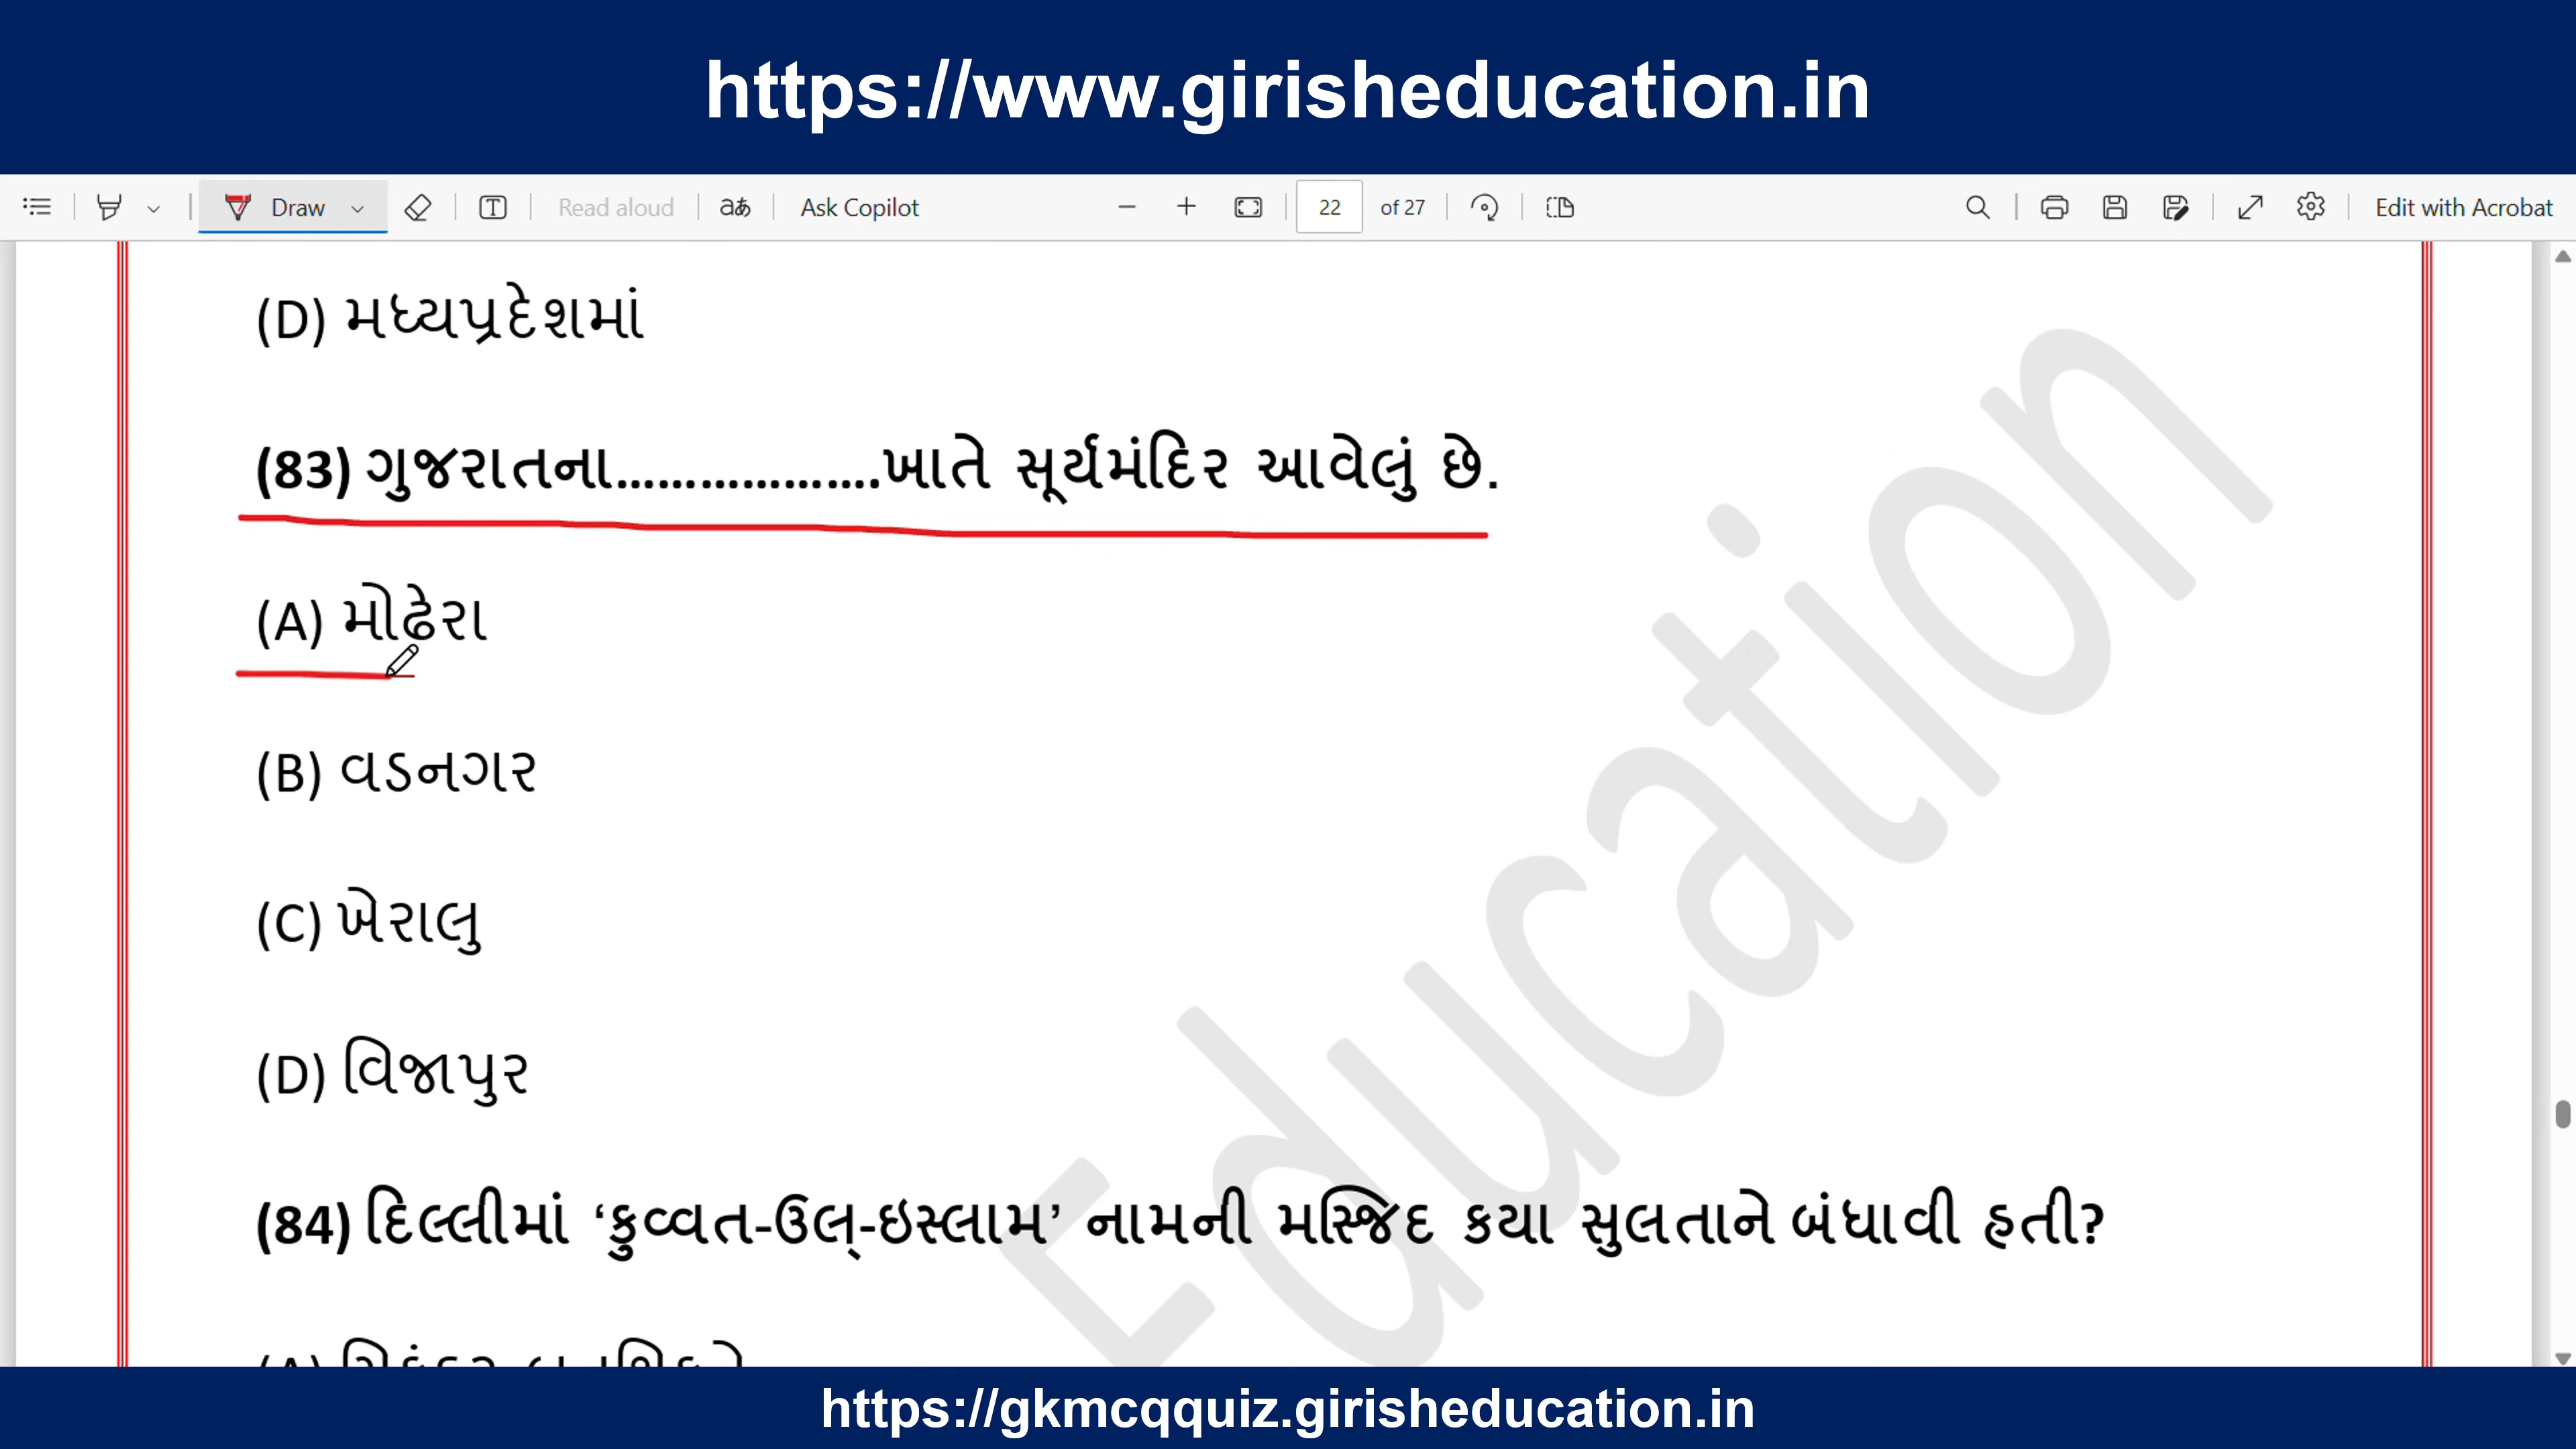 https://www.girisheducation.in
Draw Read aloud aあ Ask Copilot 22 of 27 Edit with Acrobat
(D) મધ્યપ્રદેશમાં
(83) ગુજરાતના...................ખાતે સૂર્યમંદિર આવેલું છે.
(A) મોઢેરા
(B) વડનગર
(C) ખેરાલુ
(D) વિજાપુર
(84) દિલ્લીમાં ‘કુવ્વત-ઉલ્-ઇસ્લામ’ નામની મસ્જિદ કયા સુલતાને બંધાવી હતી?
Education
https://gkmcqquiz.girisheducation.in